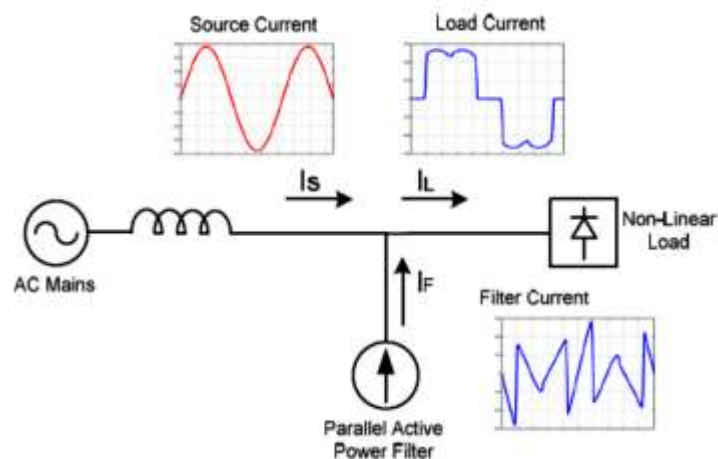 Source Current
Load Current
IS
IL
AC Mains
Non-Linear
Load
IF
Filter Current
Parallel Active
Power Filter